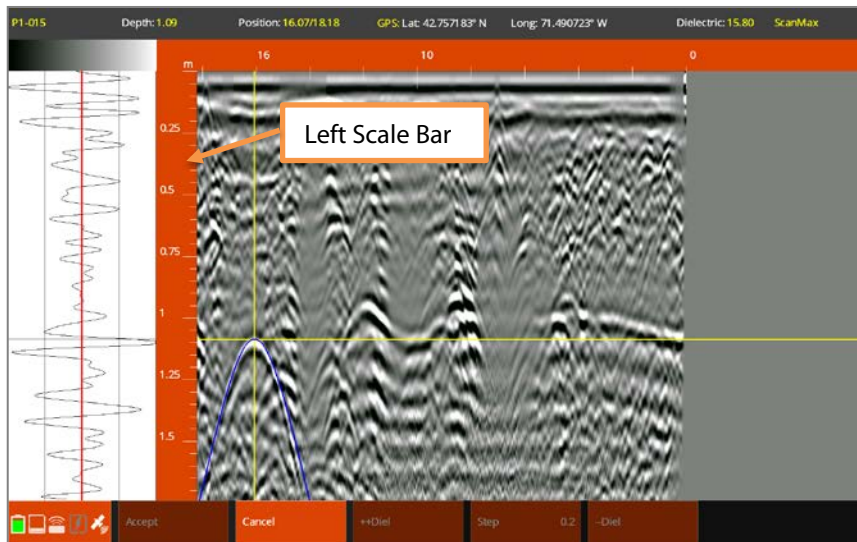 P1-015 Depth: 1.09 Position: 16.07/18.18 GPS: Lat: 42.757183° N Long: 71.490723° W Dielectric: 15.80 ScanMax
m 16 10 0
0.25
Left Scale Bar
0.5
0.75
1
1.25
1.5
Accept Cancel ++Diel Step 0.2 -Diel